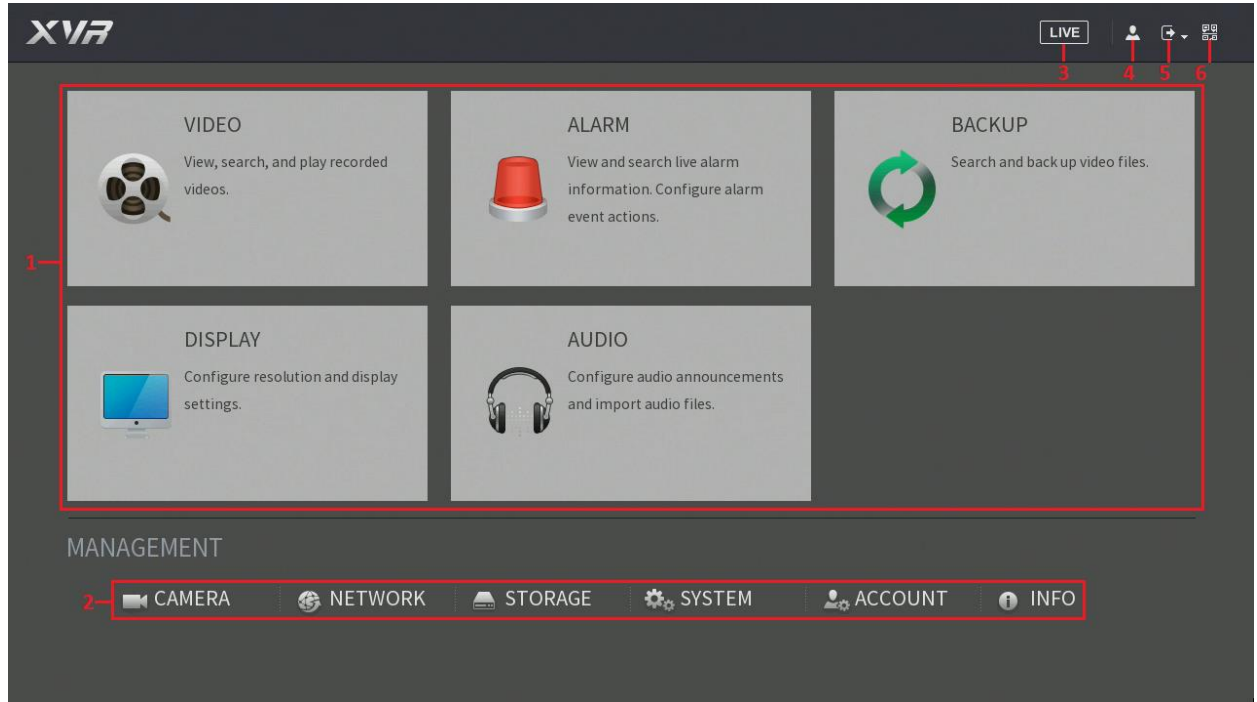 XVR
LIVE
3 4 5 6
VIDEO
View, search, and play recorded
videos.
ALARM
View and search live alarm
information. Configure alarm
event actions.
BACKUP
Search and back up video files.
1
DISPLAY
Configure resolution and display
settings.
AUDIO
Configure audio announcements
and import audio files.
MANAGEMENT
2 CAMERA NETWORK STORAGE SYSTEM ACCOUNT INFO